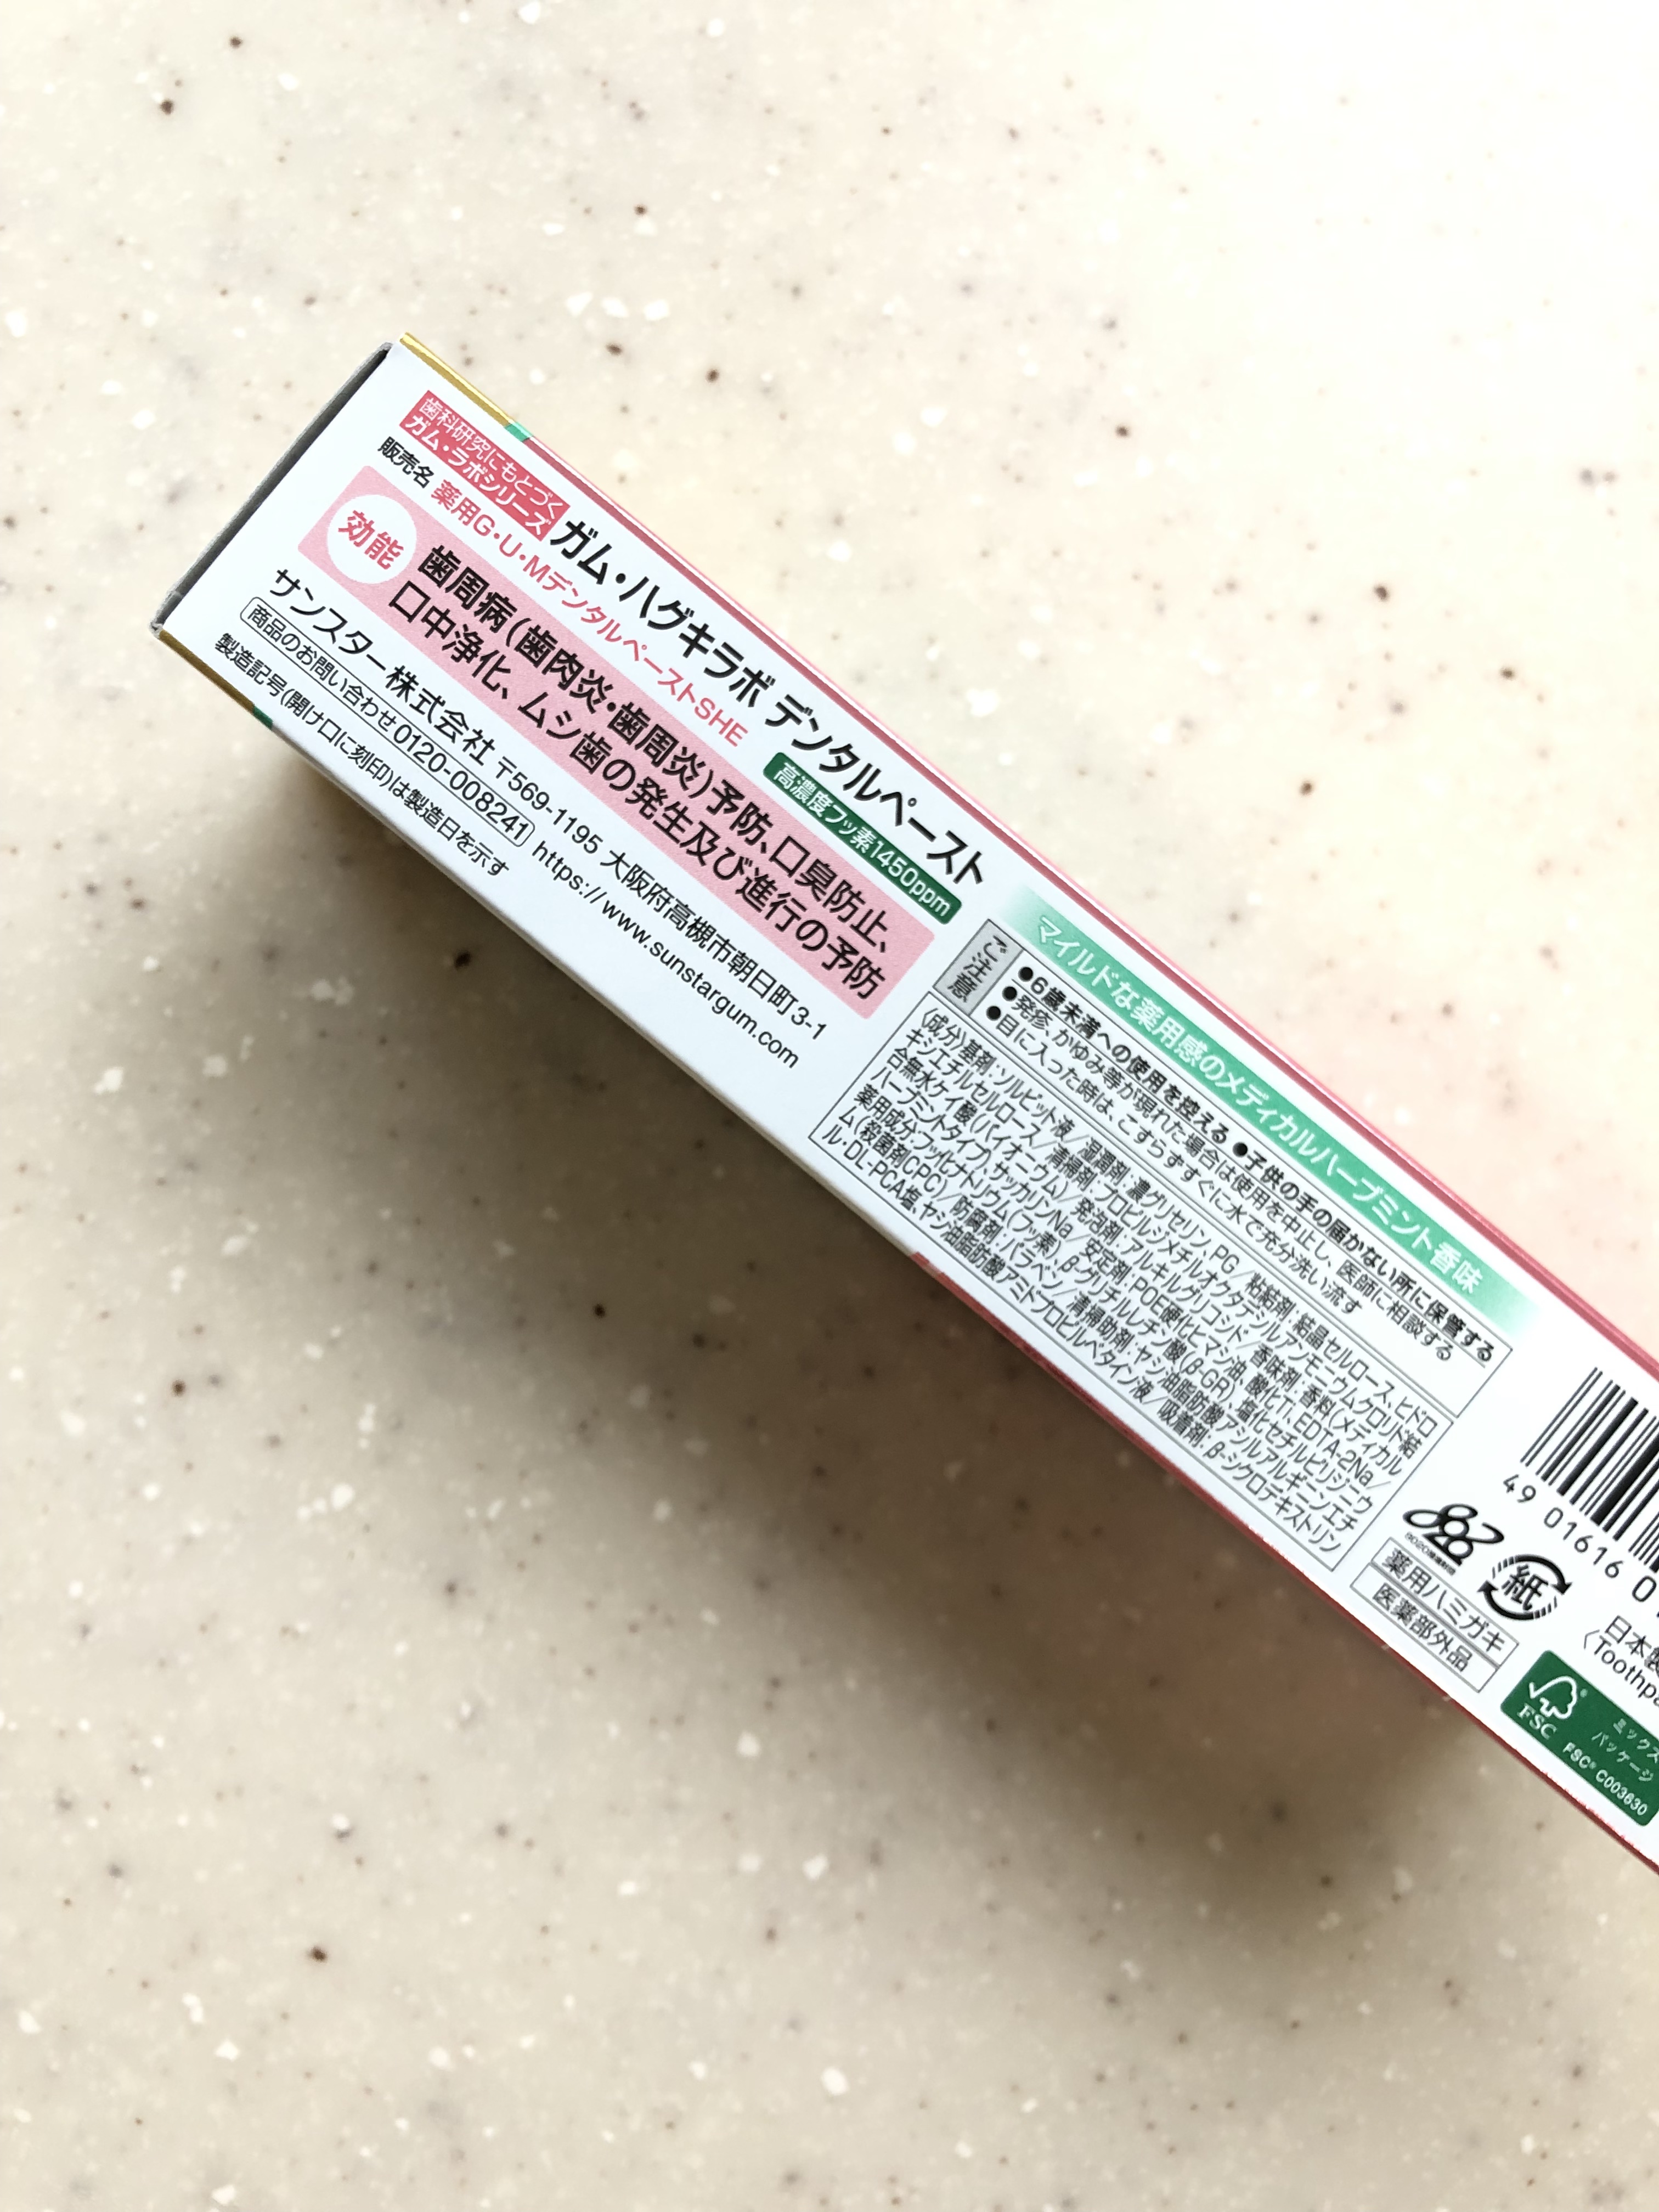 歯科研究にもとづく
ガム・ラボシリーズ
ガム・ハグキラボ デンタルペースト
販売名 薬用G・U・MデンタルペーストSHE
高濃度フッ素1450ppm
効能
歯周病(歯肉炎・歯周炎)予防、口臭防止、
口中浄化、ムシ歯の発生及び進行の予防
サンスター株式会社 〒569-1195 大阪府高槻市朝日町3-1
商品のお問い合わせ 0120-008241 https://www.sunstargum.com
製造記号(開け口に刻印)は製造日を示す
マイルドな薬用感のメディカルハーブミント香味
ご注意
●6歳未満への使用を控える ●子供の手の届かない所に保管する
●発疹、かゆみ等が現れた場合は使用を中止し、医師に相談する
●目に入った時は、こすらずすぐに水で充分洗い流す
〈成分〉基剤:ソルビット液/湿潤剤:濃グリセリン、PG/粘結剤:結晶セルロース、ヒドロ
キシエチルセルロース/清掃剤:プロピルジメチルオクタデシルアンモニウムクロリド結
合無水ケイ酸(バイオーウム)/発泡剤:アルキルグリコシド/香味剤:香料(メディカル
ハーブミントタイプ)、サッカリンNa/安定剤:POE硬化ヒマシ油、酸化Ti、EDTA-2Na/
薬用成分:フッ化ナトリウム(フッ素)、β-グリチルレチン酸(β-GR)、塩化セチルピリジニウ
ム(殺菌剤CPC)/防腐剤:パラベン/清掃助剤:ヤシ油脂肪酸アシルアルギニンエチ
ル・DL-PCA塩、ヤシ油脂肪酸アミドプロピルベタイン液/吸着剤:β-シクロデキストリン
49 01616 0
8020推進財団
紙
薬用ハミガキ
医薬部外品
日本製
〈Toothpa
FSC
ミックス
パッケージ
FSC® C003630